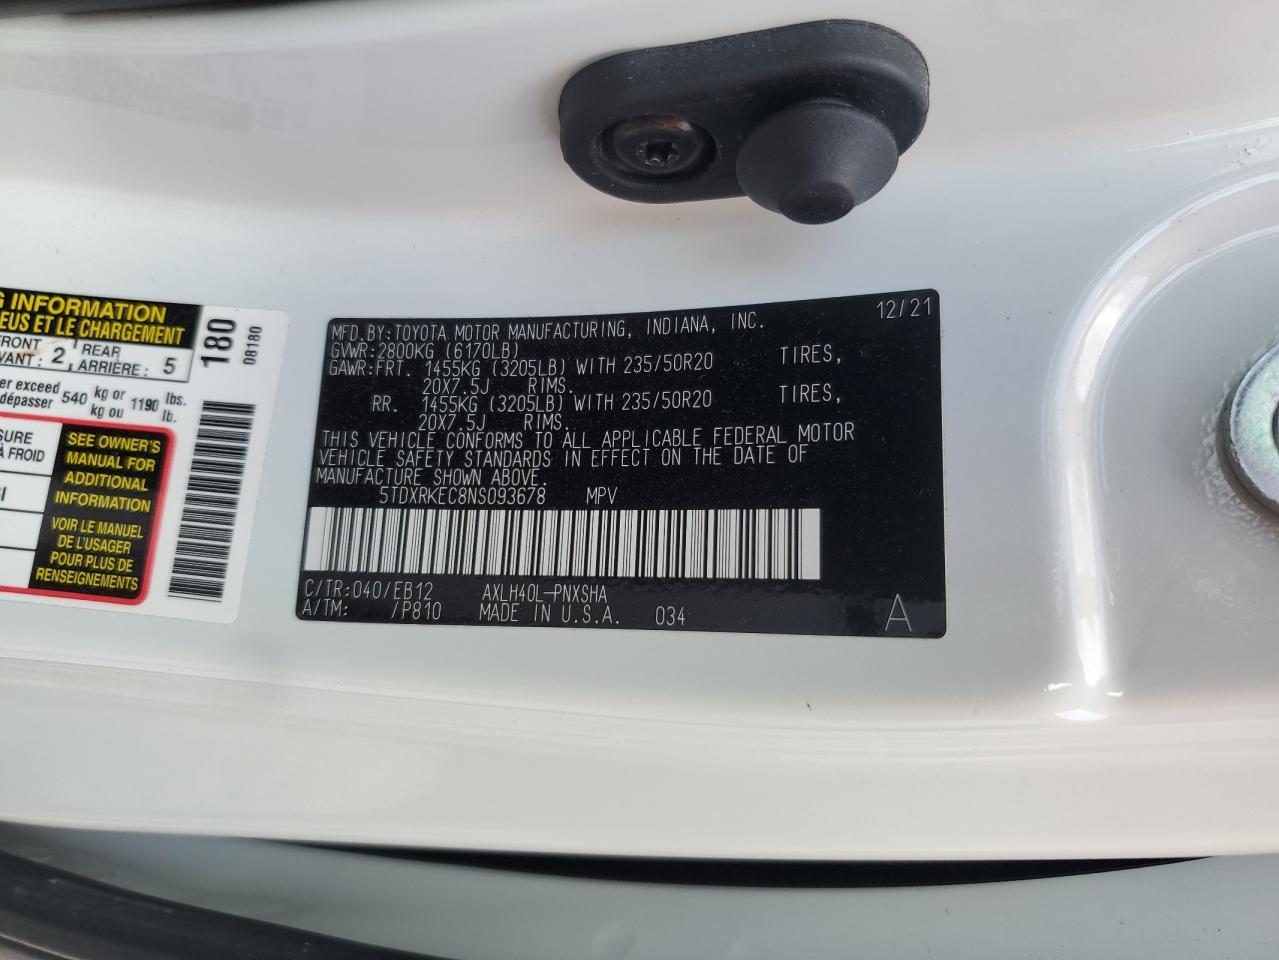 G INFORMATION
EUS ET LE CHARGEMENT
FRONT
VANT : 2
REAR
ARRIÈRE : 5
er exceed
dépasser
540
kg or
kg ou
1190
lbs.
lb.
SURE
À FROID
SEE OWNER'S
MANUAL FOR
ADDITIONAL
INFORMATION
VOIR LE MANUEL
DE L'USAGER
POUR PLUS DE
RENSEIGNEMENTS
180
08180
MFD.BY:TOYOTA MOTOR MANUFACTURING, INDIANA, INC. 12/21
GVWR:2800KG (6170LB)
GAWR:FRT. 1455KG (3205LB) WITH 235/50R20 TIRES,
20X7.5J RIMS.
RR. 1455KG (3205LB) WITH 235/50R20 TIRES,
20X7.5J RIMS.
THIS VEHICLE CONFORMS TO ALL APPLICABLE FEDERAL MOTOR
VEHICLE SAFETY STANDARDS IN EFFECT ON THE DATE OF
MANUFACTURE SHOWN ABOVE.
5TDXRKEC8NS093678 MPV
C/TR:040/EB12 AXLH40L-PNXSHA
A/TM: /P810 MADE IN U.S.A. 034
A